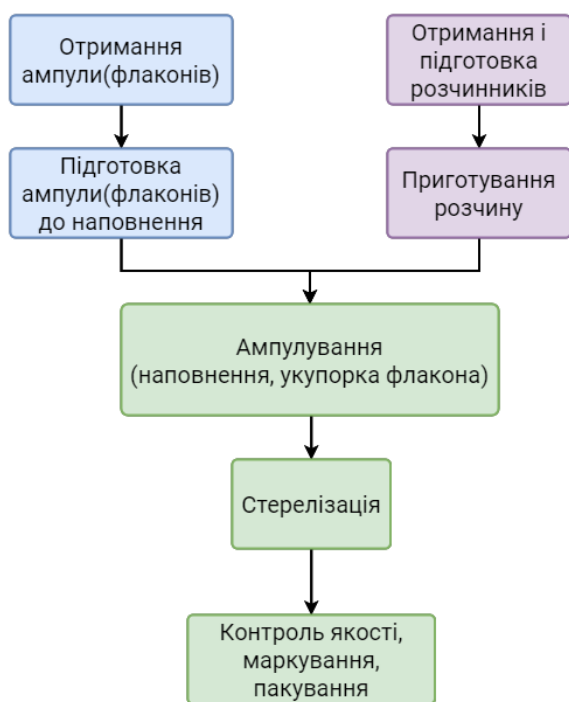 Отримання
ампули(флаконів)
Отримання і
підготовка
розчинників
Підготовка
ампули(флаконів)
до наповнення
Приготування
розчину
Ампулування
(наповнення, укупорка флакона)
Стерелізація
Контроль якості,
маркування,
пакування